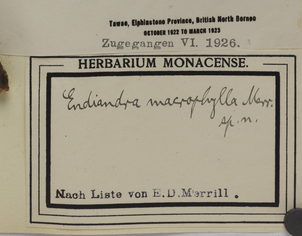 Tawao, Elphinstone Province, British North Borneo
OCTOBER 1922 TO MARCH 1923
Zugegangen VI. 1926.
HERBARIUM MONACENSE.
Endiandra macrophylla Merr.
sp. n.
Nach Liste von E.D.Merrill.